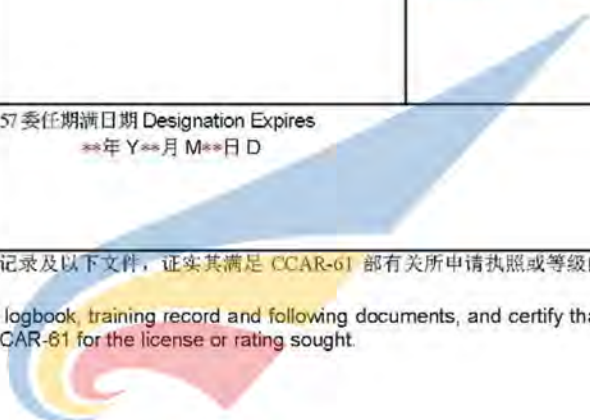 57 委任期满日期 Designation Expires
**年 Y**月 M**日 D
记录及以下文件，证实其满足 CCAR-61 部有关所申请执照或等级
logbook, training record and following documents, and certify
CAR-61 for the license or rating sought.